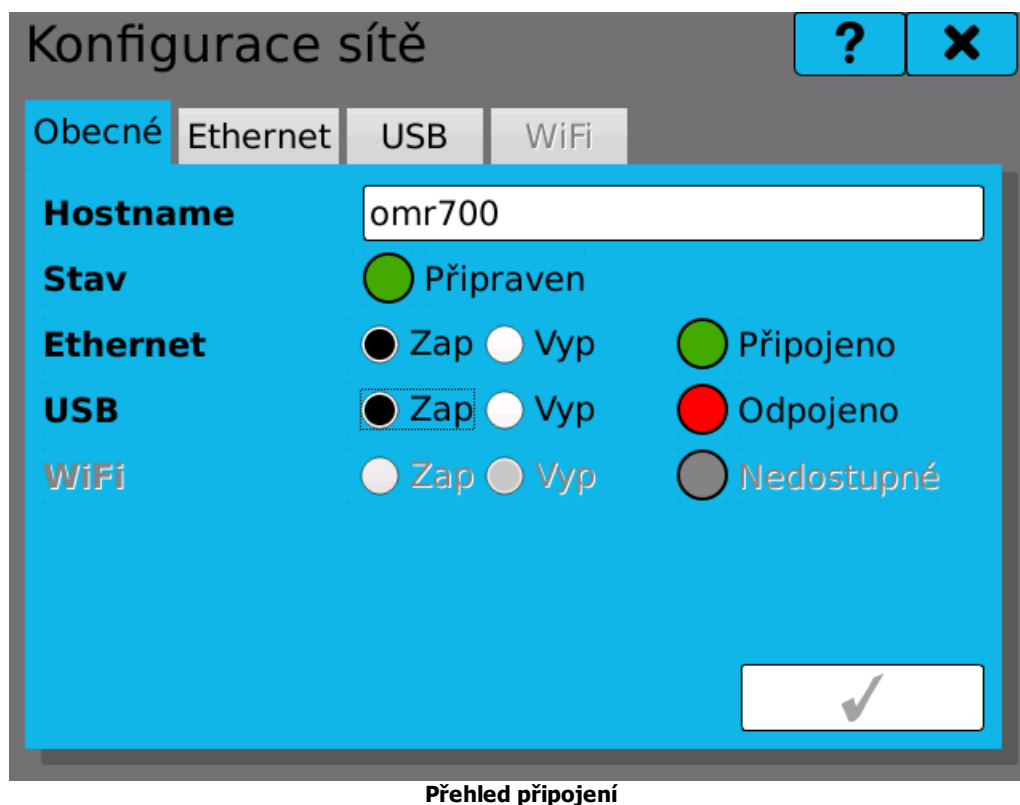 Konfigurace sítě ?
Obecné Ethernet USB WiFi
Hostname omr700
Stav Připraven
Ethernet Zap Vyp Připojeno
USB Zap Vyp Odpojeno
WiFi Zap Vyp Nedostupné
Přehled připojení